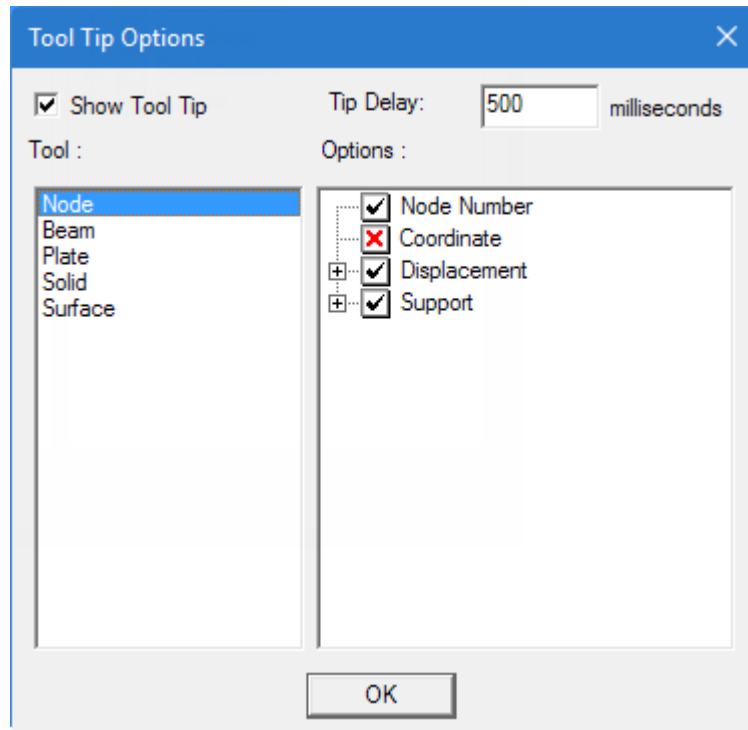 Tool Tip Options
Show Tool Tip
Tip Delay: 500 milliseconds
Tool :
Options :
Node
Beam
Plate
Solid
Surface
Node Number
Coordinate
Displacement
Support
OK